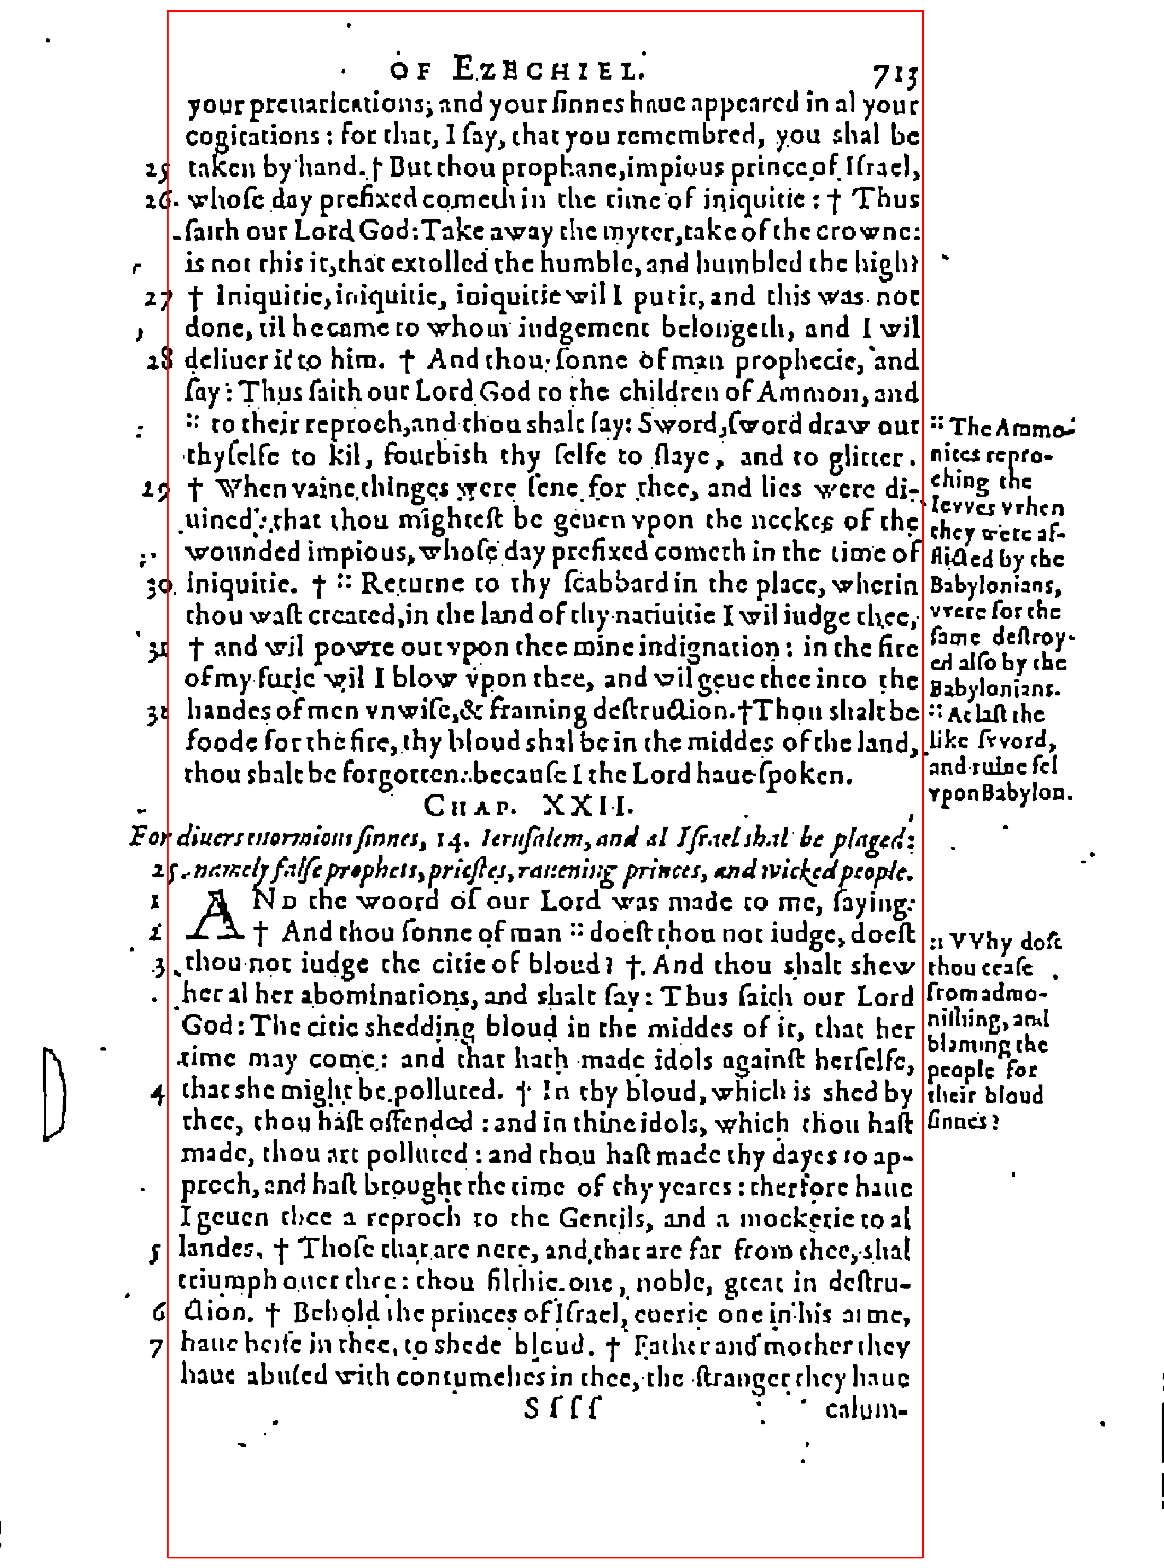 OF EZECHIEL. 713
your preuarications, and your sinnes haue appeared in al your
cogitations: for that, I say, that you remembred, you shal be
25 taken by hand. † But thou prophane, impious prince of Israel,
26 whose day prefixed cometh in the time of iniquitie: † Thus
saith our Lord God: Take away the myter, take of the crowne:
is not this it, that extolled the humble, and humbled the high?
27 † Iniquitie, iniquitie, iniquitie wil I put it, and this was not
done, til he came to whom iudgement belongeth, and I wil
28 deliuer it to him. † And thou sonne of man prophecie, and
say: Thus saith our Lord God to the children of Ammon, and
:: to their reproch, and thou shalt say: Sword, sword draw out
thyselfe to kil, fourbish thy selfe to slaye, and to glitter.
29 † When vaine thinges were sene for thee, and lies were di-
uined: that thou mightest be geuen vpon the neckes of the
wounded impious, whose day prefixed cometh in the time of
30 iniquitie. † :: Returne to thy scabbard in the place, wherin
thou wast created, in the land of thy natiuitie I wil iudge thee,
31 † and wil powre out vpon thee mine indignation: in the fire
of my furie wil I blow vpon thee, and wil geue thee into the
32 handes of men vnwise, & framing destruction. † Thou shalt be
foode for the fire, thy bloud shal be in the middes of the land,
thou shalt be forgotten: because I the Lord haue spoken.
:: The Ammo-
nites repro-
ching the
Iewes when
they were af-
flicted by the
Babylonians,
were for the
same destroy-
ed also by the
Babylonians.
:: At last the
like sword,
and ruine fel
vpon Babylon.
CHAP. XXII.
For diuers enormious sinnes, 14. Ierusalem, and al Israel shal be plaged:
25. namely false prophets, priestes, rauening princes, and wicked people.
1 AND the woord of our Lord was made to me, saying:
2 † And thou sonne of man :: doest thou not iudge, doest
3 thou not iudge the citie of bloud? † And thou shalt shew
her al her abominations, and shalt say: Thus saith our Lord
God: The citie shedding bloud in the middes of it, that her
time may come: and that hath made idols against herselfe,
4 that she might be polluted. † In thy bloud, which is shed by
thee, thou hast offended: and in thine idols, which thou hast
made, thou art polluted: and thou hast made thy dayes to ap-
proch, and hast brought the time of thy yeares: therfore haue
I geuen thee a reproch to the Gentils, and a mockerie to al
5 landes. † Those that are nere, and that are far from thee, shal
triumph ouer thee: thou filthie one, noble, great in destru-
6 ction. † Behold the princes of Israel, euerie one in his arme,
7 haue beise in thee, to shede bloud. † Father and mother they
haue abused with contumelies in thee, the stranger they haue
:: VVhy dost
thou cease
from admo-
nishing, and
blaming the
people for
their bloud
sinnes?
Ssss calum-